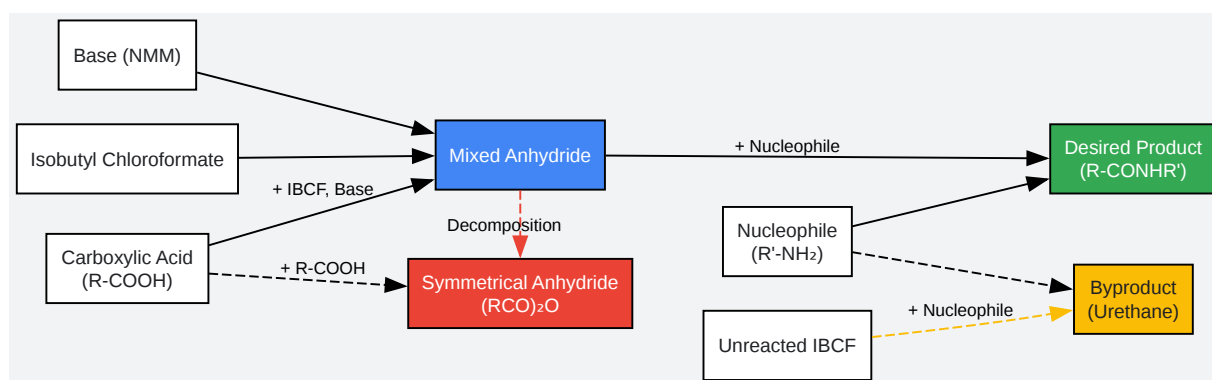 Base (NMM)
Isobutyl Chloroformate
Carboxylic Acid
(R-COOH)
+ IBCF, Base
+ R-COOH
Mixed Anhydride
Decomposition
Symmetrical Anhydride
(RCO)₂O
+ Nucleophile
Nucleophile
(R'-NH₂)
Unreacted IBCF
+ Nucleophile
Desired Product
(R-CONHR')
Byproduct
(Urethane)